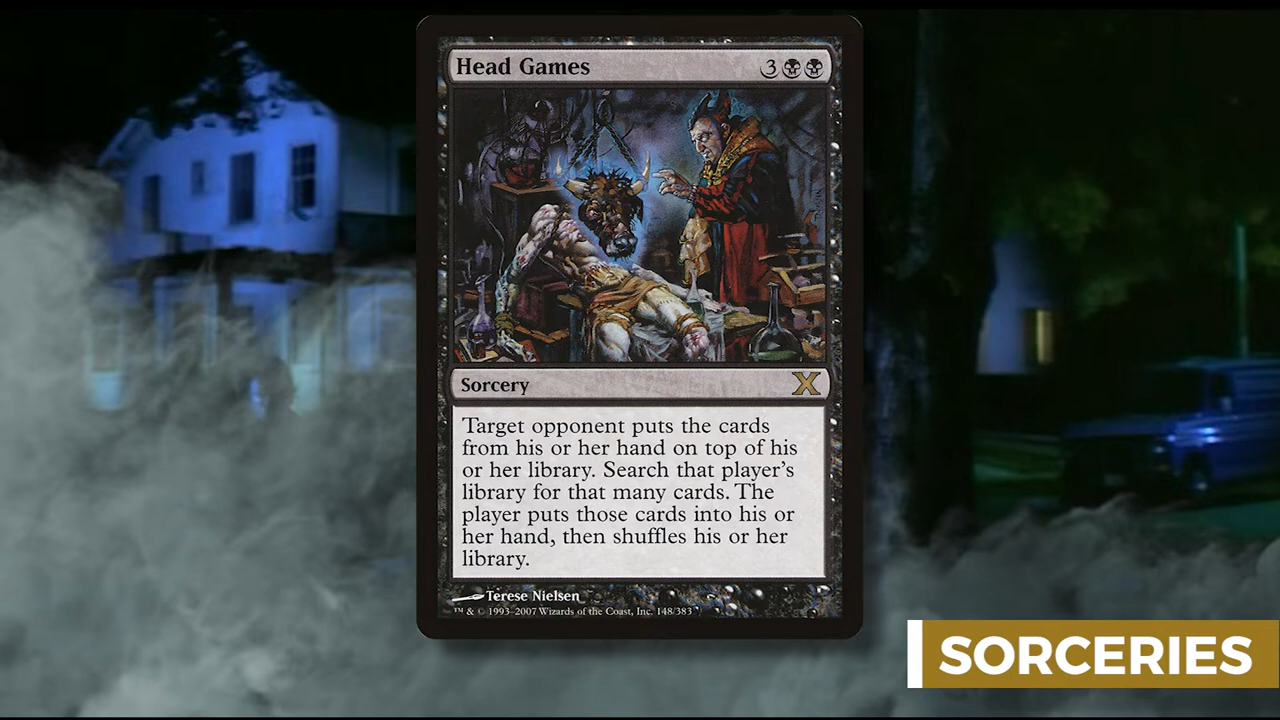 Head Games
3
Sorcery
X
Target opponent puts the cards
from his or her hand on top of his
or her library. Search that player's
library for that many cards. The
player puts those cards into his or
her hand, then shuffles his or her
library.
Terese Nielsen
™ & © 1993–2007 Wizards of the Coast, Inc. 148/383
SORCERIES